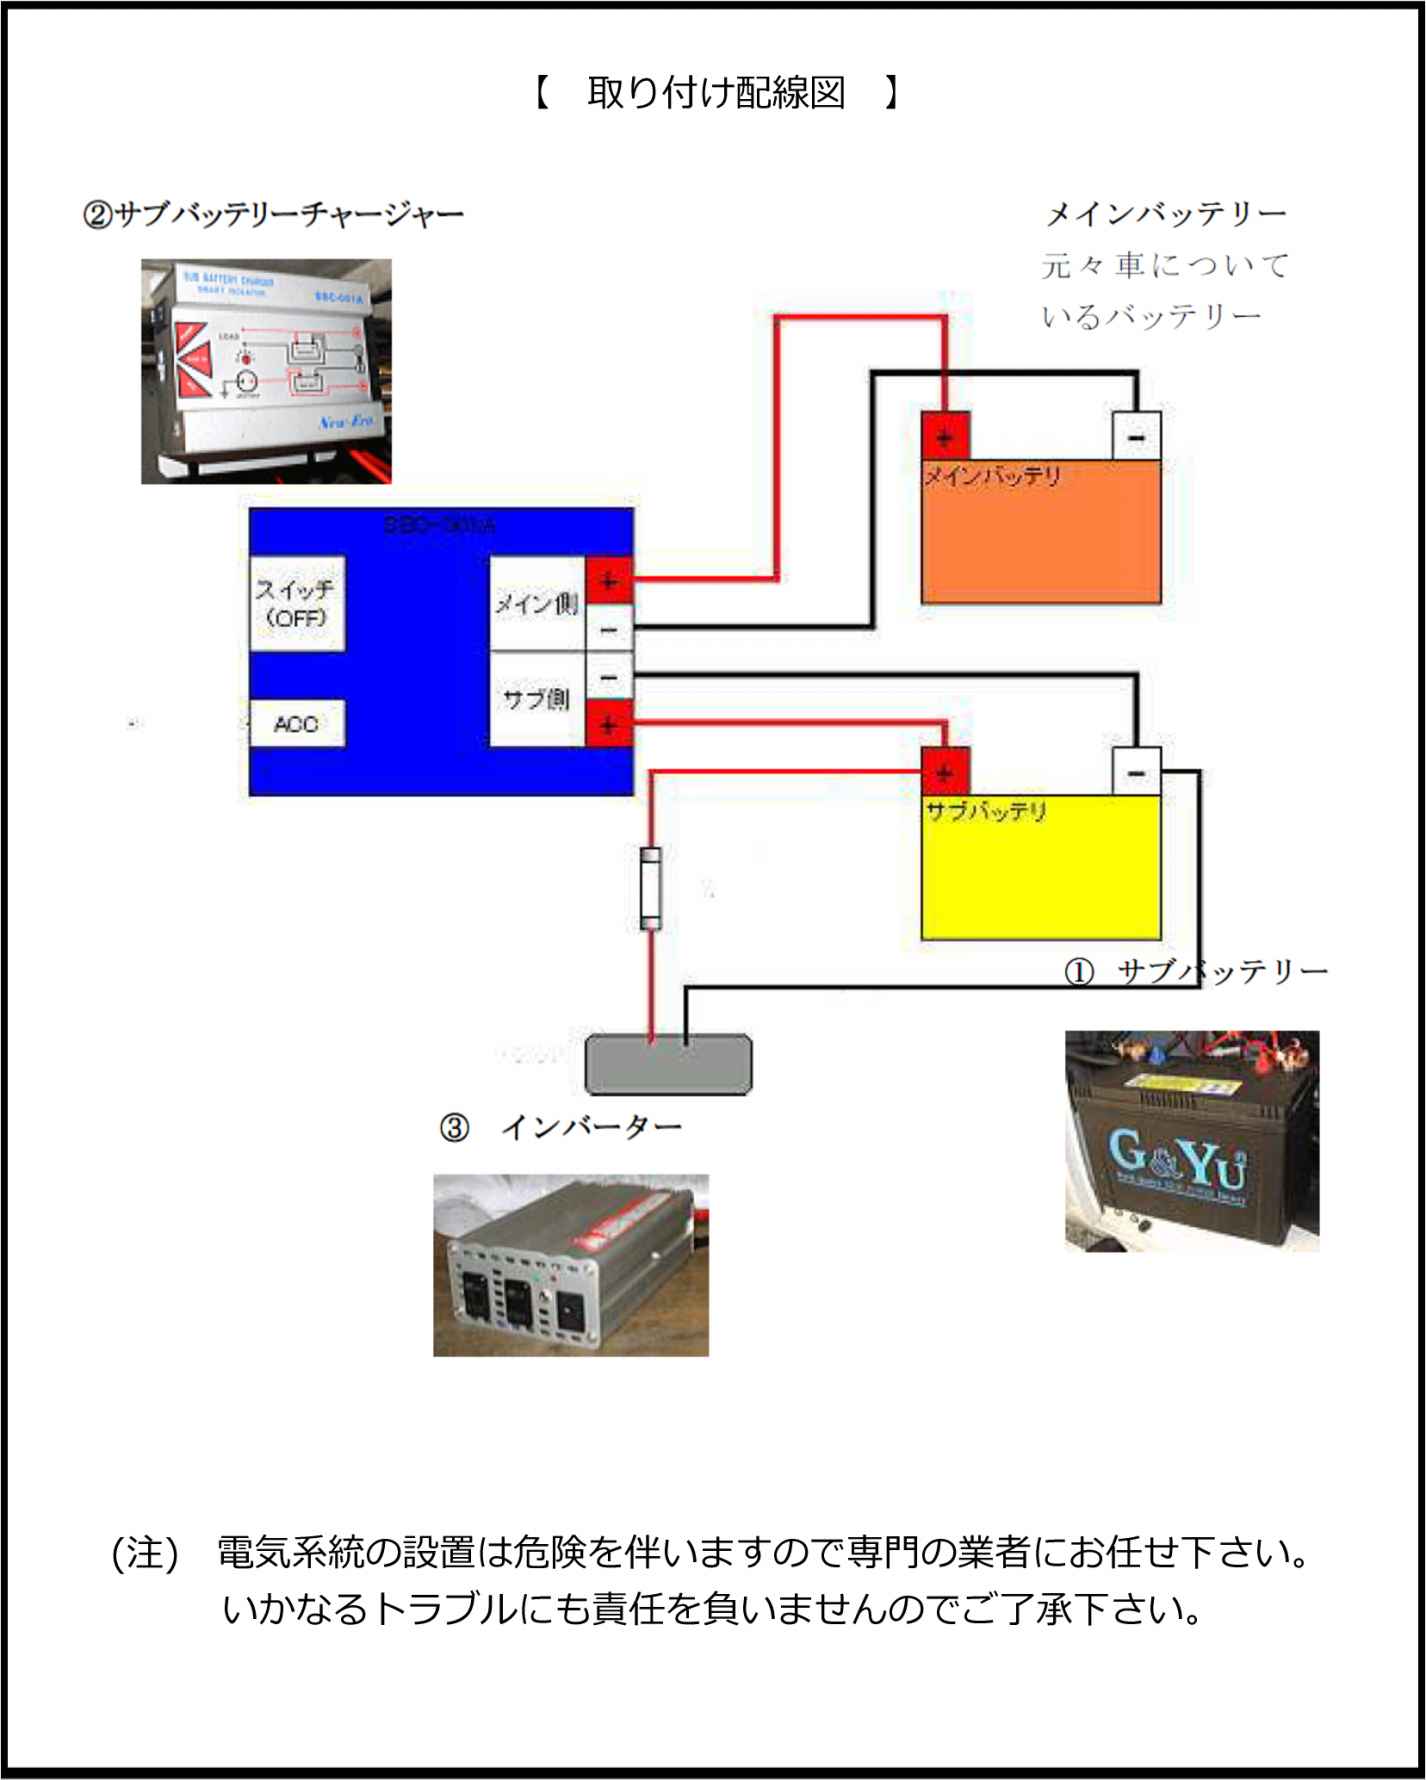 【　取り付け配線図　】
②サブバッテリーチャージャー
メインバッテリー
元々車について
いるバッテリー
SUB BATTERY CHARGER
SMART ISOLATOR
SBC-001A
LOAD
New-Era
+
-
メインバッテリ
SBC-001A
スイッチ
(OFF)
メイン側
+
-
サブ側
-
+
ACC
+
-
サブバッテリ
① サブバッテリー
③ インバーター
G&Yu
(注)　電気系統の設置は危険を伴いますので専門の業者にお任せ下さい。
いかなるトラブルにも責任を負いませんのでご了承下さい。